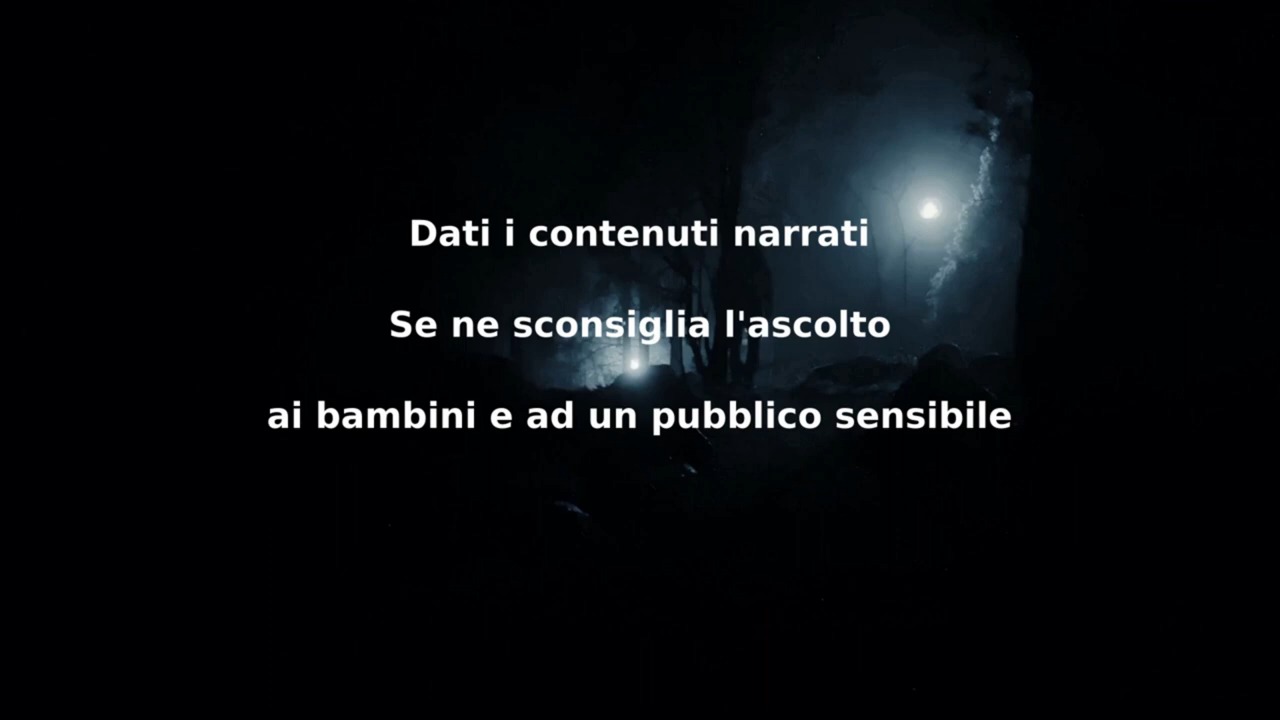 Dati i contenuti narrati
Se ne sconsiglia l'ascolto
ai bambini e ad un pubblico sensibile